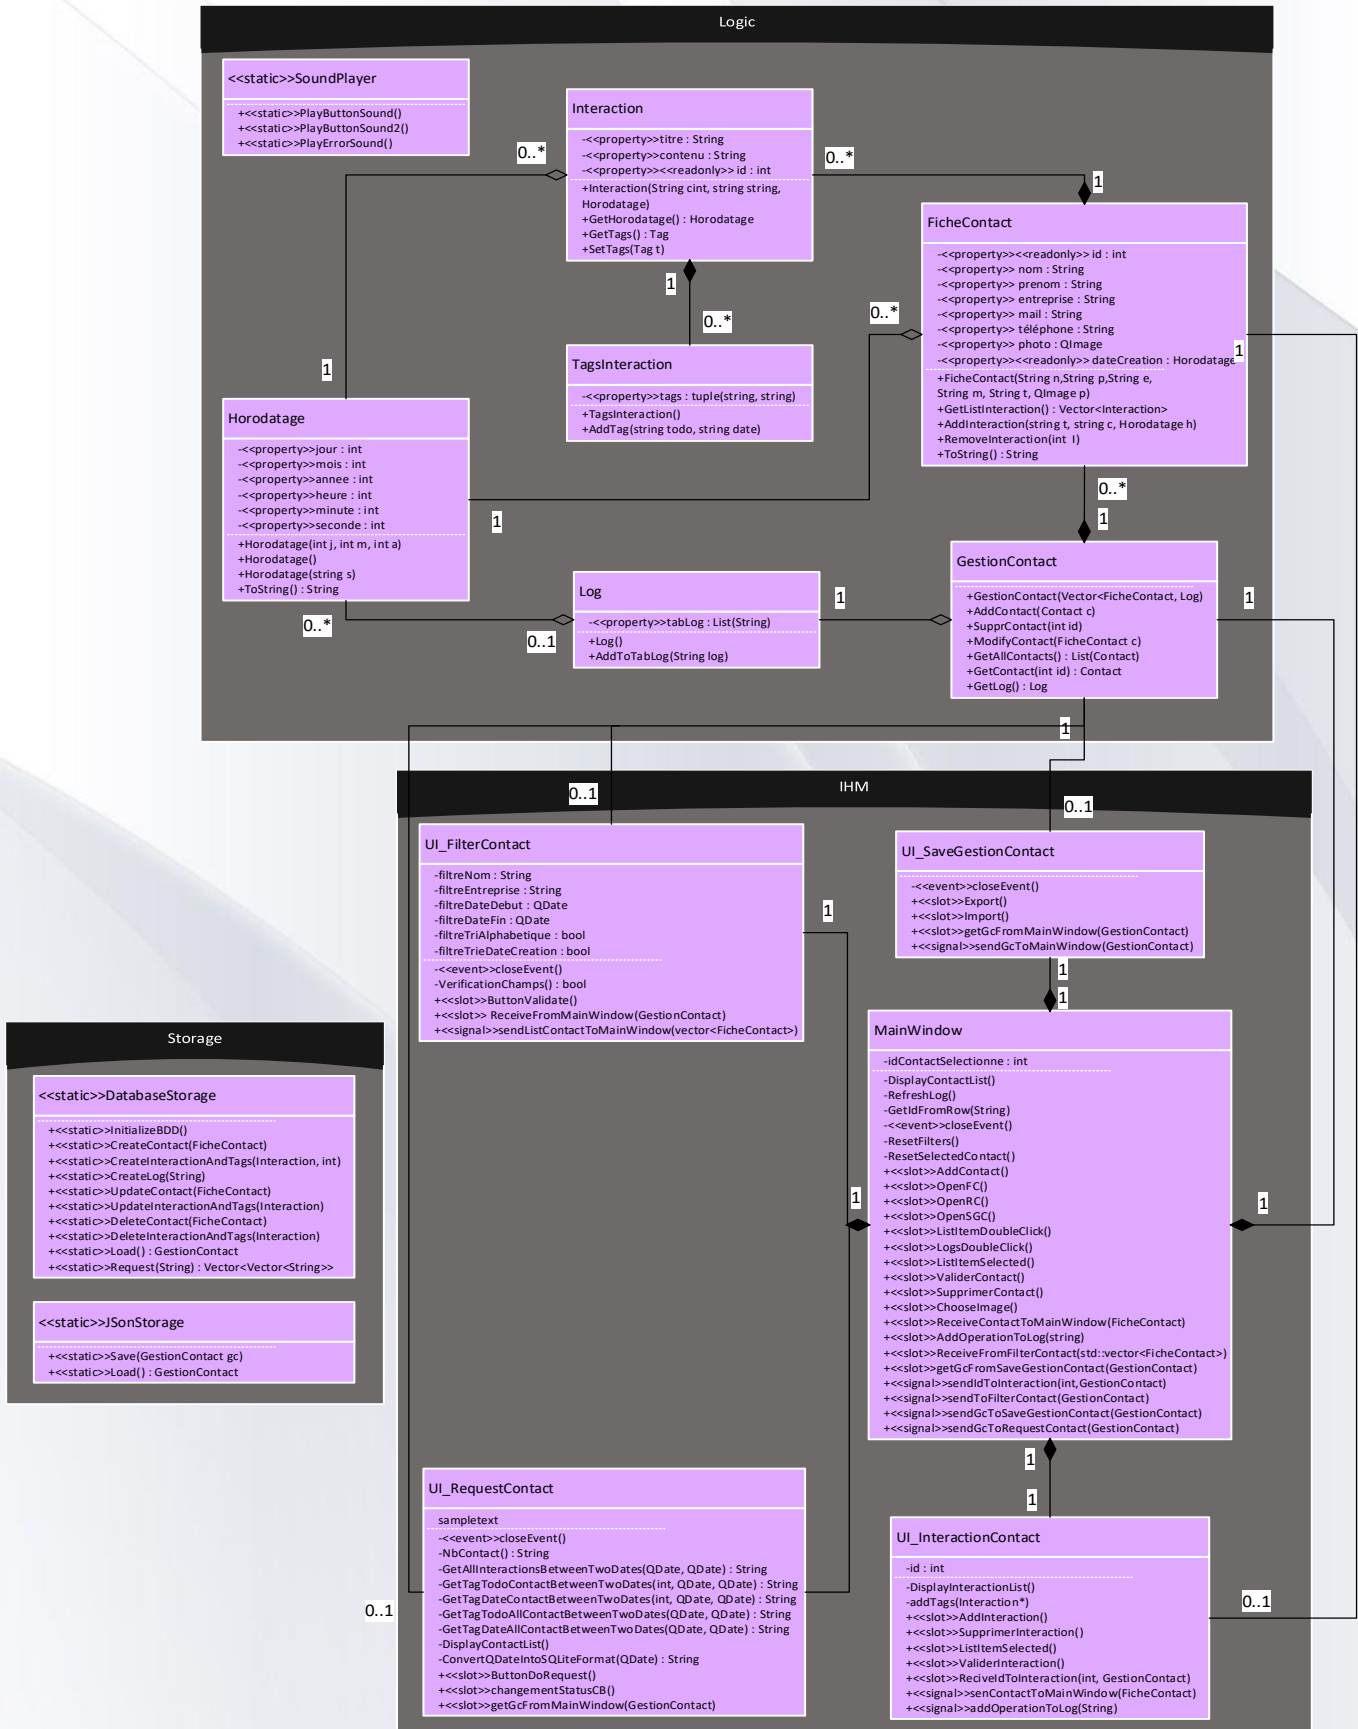 Logic
<<static>>SoundPlayer
+<<static>>PlayButtonSound()
+<<static>>PlayButtonSound2()
+<<static>>PlayErrorSound()
Interaction
-<<property>>titre : String
-<<property>>contenu : String
-<<property>><<readonly>> id : int
+Interaction(String cint, string string,
Horodatage)
+GetHorodatage() : Horodatage
+GetTags() : Tag
+SetTags(Tag t)
0..*
0..*
1
FicheContact
-<<property>><<readonly>> id : int
-<<property>> nom : String
-<<property>> prenom : String
-<<property>> entreprise : String
-<<property>> mail : String
-<<property>> téléphone : String
-<<property>> photo : QImage
-<<property>><<readonly>> dateCreation : Horodatage
+FicheContact(String n,String p,String e,
String m, String t, QImage p)
+GetListInteraction() : Vector<Interaction>
+AddInteraction(string t, string c, Horodatage h)
+RemoveInteraction(int I)
+ToString() : String
1
0..*
0..*
1
TagsInteraction
-<<property>>tags : tuple(string, string)
+TagsInteraction()
+AddTag(string todo, string date)
1
Horodatage
-<<property>>jour : int
-<<property>>mois : int
-<<property>>annee : int
-<<property>>heure : int
-<<property>>minute : int
-<<property>>seconde : int
+Horodatage(int j, int m, int a)
+Horodatage()
+Horodatage(string s)
+ToString() : String
1
0..*
1
0..*
0..1
Log
-<<property>>tabLog : List(String)
+Log()
+AddToTabLog(String log)
1
GestionContact
+GestionContact(Vector<FicheContact, Log)
+AddContact(Contact c)
+SupprContact(int id)
+ModifyContact(FicheContact c)
+GetAllContacts() : List(Contact)
+GetContact(int id) : Contact
+GetLog() : Log
1
1
IHM
0..1
0..1
UI_FilterContact
-filtreNom : String
-filtreEntreprise : String
-filtreDateDebut : QDate
-filtreDateFin : QDate
-filtreTriAlphabetique : bool
-filtreTrieDateCreation : bool
-<<event>>closeEvent()
-VerificationChamps() : bool
+<<slot>>ButtonValidate()
+<<slot>> ReceiveFromMainWindow(GestionContact)
+<<signal>>sendListContactToMainWindow(vector<FicheContact>)
1
UI_SaveGestionContact
-<<event>>closeEvent()
+<<slot>>Export()
+<<slot>>Import()
+<<slot>>getGcFromMainWindow(GestionContact)
+<<signal>>sendGcToMainWindow(GestionContact)
1
1
MainWindow
-idContactSelectionne : int
-DisplayContactList()
-RefreshLog()
-GetIdFromRow(String)
-<<event>>closeEvent()
-ResetFilters()
-ResetSelectedContact()
+<<slot>>AddContact()
+<<slot>>OpenFC()
+<<slot>>OpenRC()
+<<slot>>OpenSGC()
+<<slot>>ListItemDoubleClick()
+<<slot>>LogsDoubleClick()
+<<slot>>ListItemSelected()
+<<slot>>ValiderContact()
+<<slot>>SupprimerContact()
+<<slot>>ChooseImage()
+<<slot>>ReceiveContactToMainWindow(FicheContact)
+<<slot>>AddOperationToLog(string)
+<<slot>>ReceiveFromFilterContact(std::vector<FicheContact>)
+<<slot>>getGcFromSaveGestionContact(GestionContact)
+<<signal>>sendIdToInteraction(int,GestionContact)
+<<signal>>sendToFilterContact(GestionContact)
+<<signal>>sendGcToSaveGestionContact(GestionContact)
+<<signal>>sendGcToRequestContact(GestionContact)
1
1
Storage
<<static>>DatabaseStorage
+<<static>>InitializeBDD()
+<<static>>CreateContact(FicheContact)
+<<static>>CreateInteractionAndTags(Interaction, int)
+<<static>>CreateLog(String)
+<<static>>UpdateContact(FicheContact)
+<<static>>UpdateInteractionAndTags(Interaction)
+<<static>>DeleteContact(FicheContact)
+<<static>>DeleteInteractionAndTags(Interaction)
+<<static>>Load() : GestionContact
+<<static>>Request(String) : Vector<Vector<String>>
<<static>>JSonStorage
+<<static>>Save(GestionContact gc)
+<<static>>Load() : GestionContact
1
1
UI_RequestContact
sampletext
-<<event>>closeEvent()
-NbContact() : String
-GetAllInteractionsBetweenTwoDates(QDate, QDate) : String
-GetTagTodoContactBetweenTwoDates(int, QDate, QDate) : String
-GetTagDateContactBetweenTwoDates(int, QDate, QDate) : String
-GetTagTodoAllContactBetweenTwoDates(QDate, QDate) : String
-GetTagDateAllContactBetweenTwoDates(QDate, QDate) : String
-DisplayContactList()
-ConvertQDateIntoSQLiteFormat(QDate) : String
+<<slot>>ButtonDoRequest()
+<<slot>>changementStatusCB()
+<<slot>>getGcFromMainWindow(GestionContact)
0..1
UI_InteractionContact
-id : int
-DisplayInteractionList()
-addTags(Interaction*)
+<<slot>>AddInteraction()
+<<slot>>SupprimerInteraction()
+<<slot>>ListItemSelected()
+<<slot>>ValiderInteraction()
+<<slot>>ReciveIdToInteraction(int, GestionContact)
+<<signal>>senContactToMainWindow(FicheContact)
+<<signal>>addOperationToLog(String)
0..1